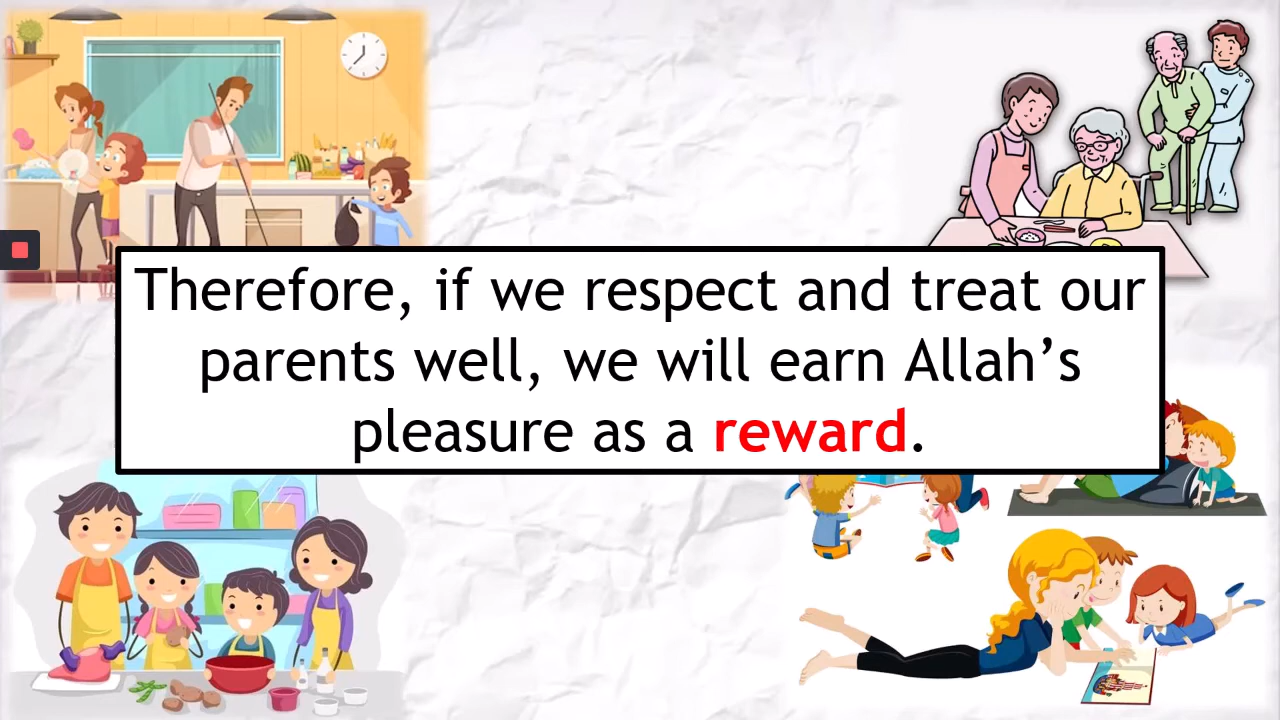 Therefore, if we respect and treat our
parents well, we will earn Allah’s
pleasure as a reward.